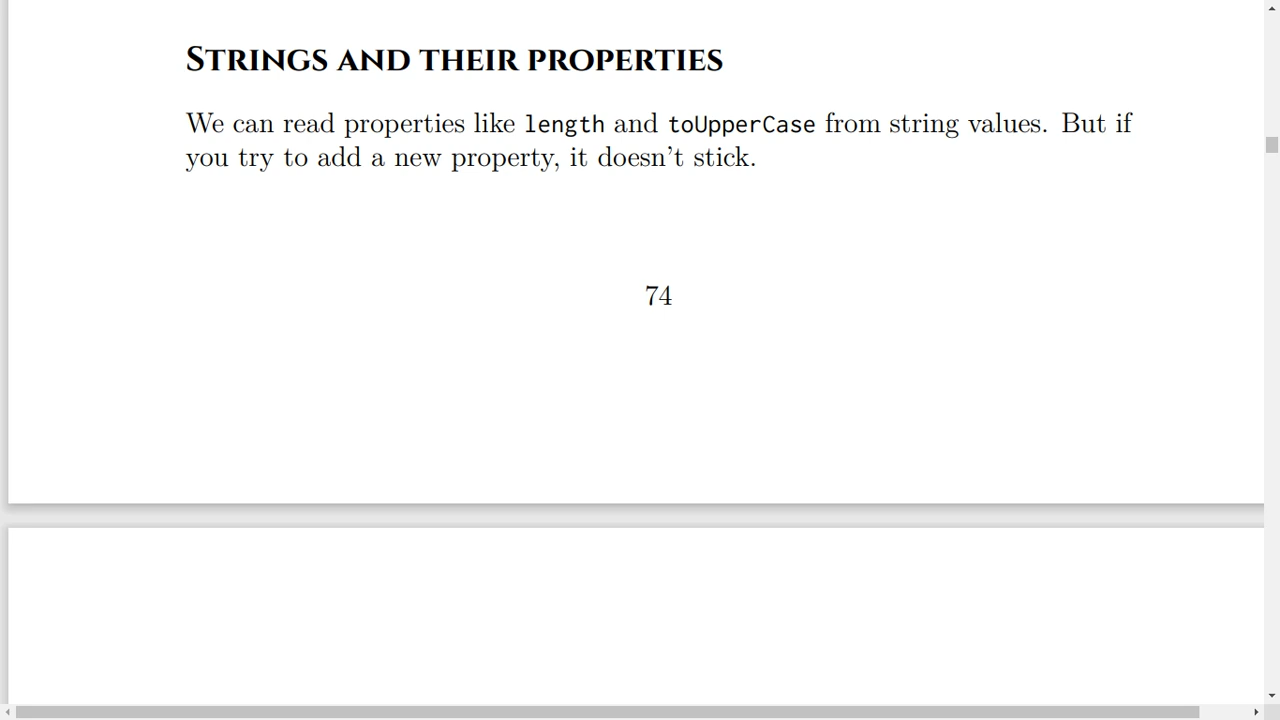 Strings and their properties
We can read properties like length and toUpperCase from string values. But if
you try to add a new property, it doesn't stick.
74